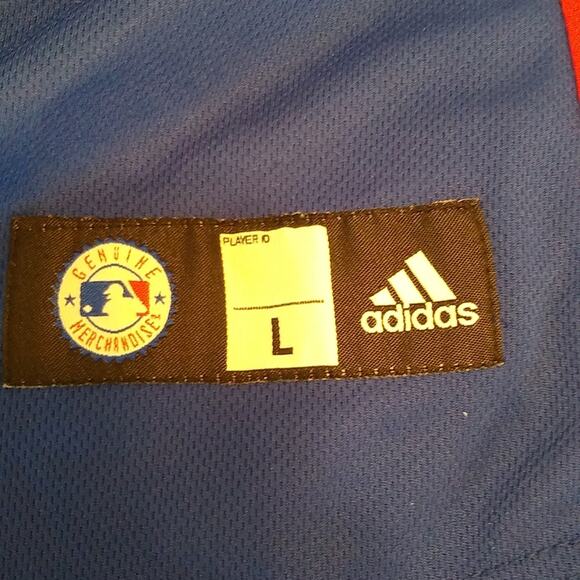 GENUINE
MERCHANDISE
PLAYER ID
L
adidas